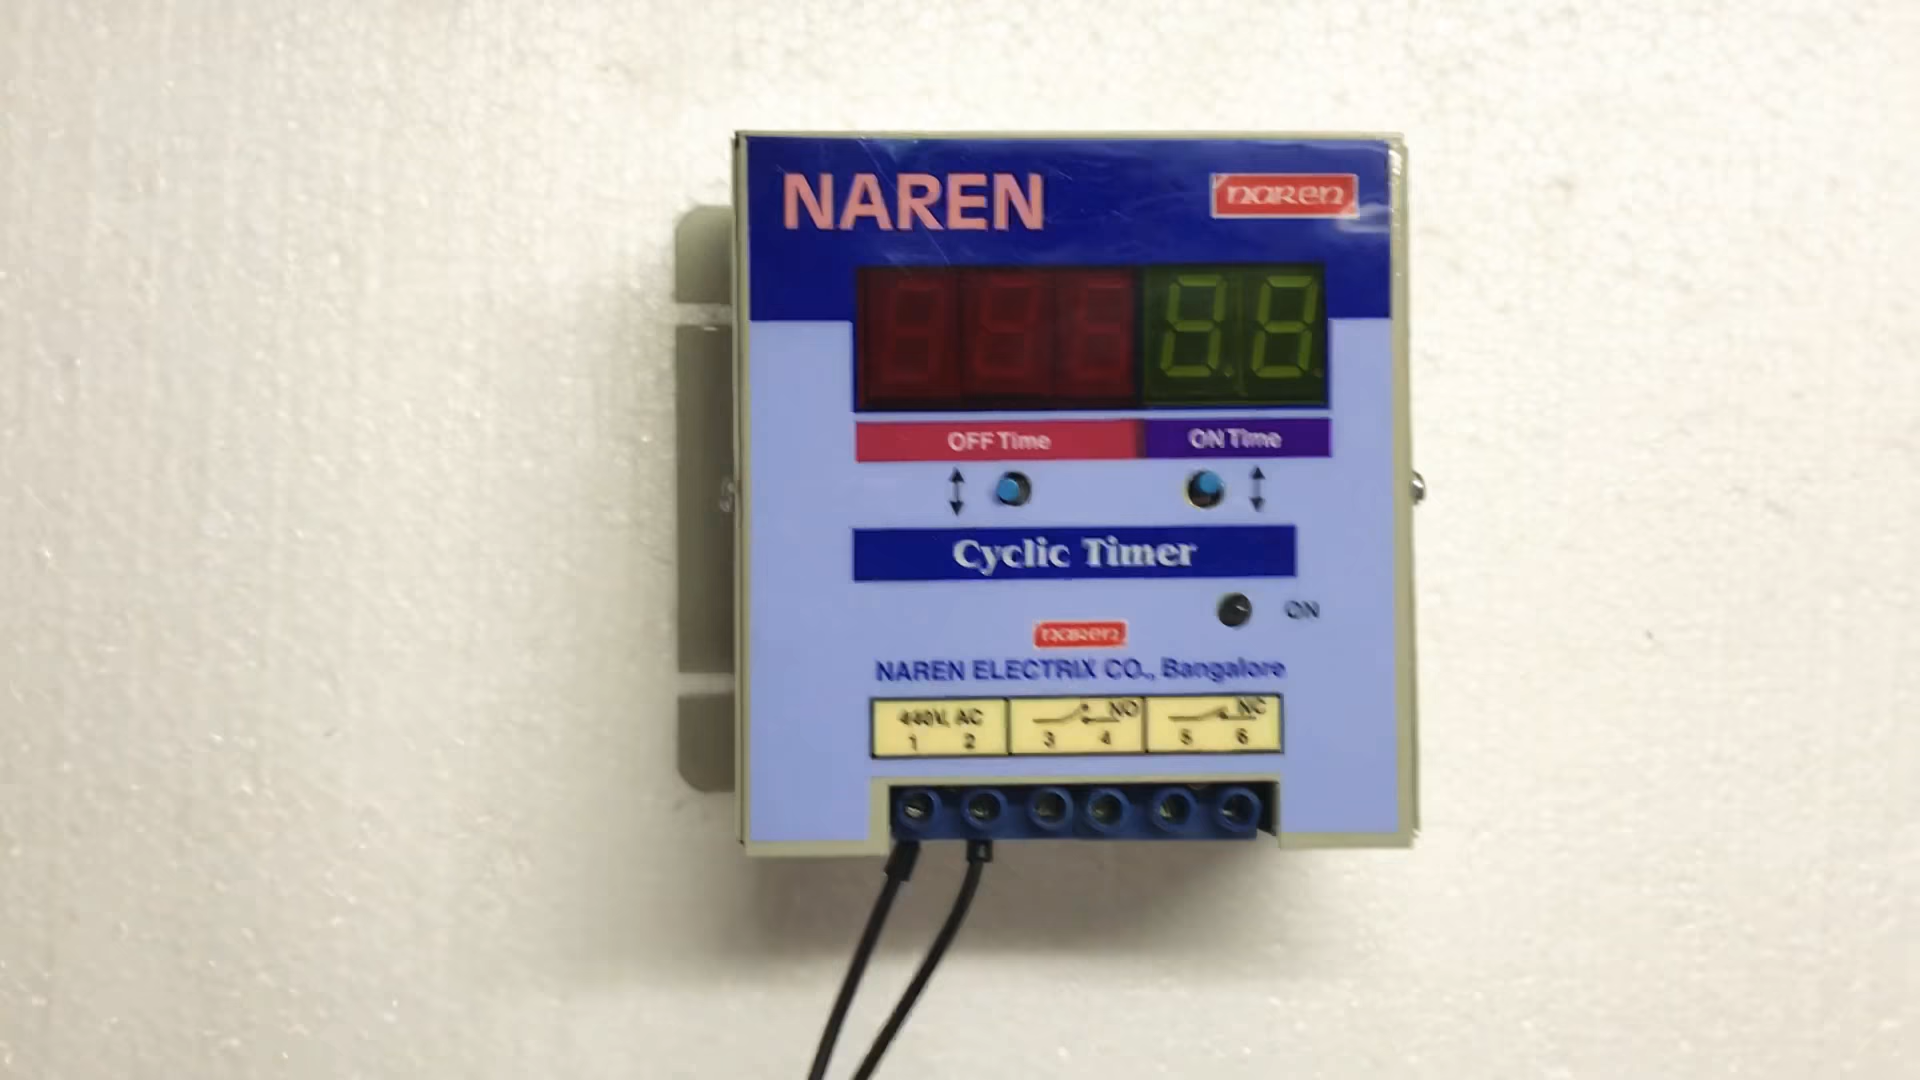 NAREN
naren
OFF Time
ON Time
Cyclic Timer
ON
naren
NAREN ELECTRIX CO., Bangalore
440V, AC
NO
NC
1 2 3 4 5 6